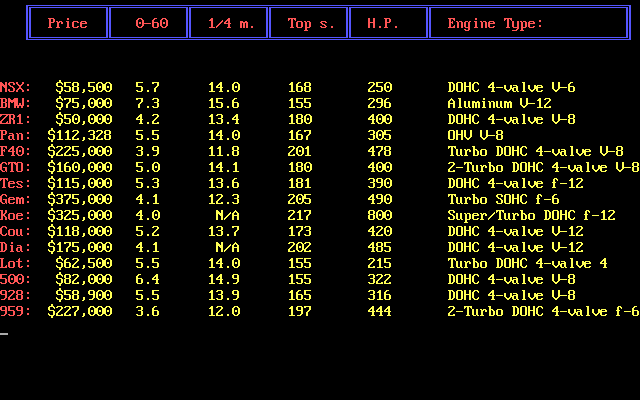 Price 0-60 1/4 m. Top s. H.P. Engine Type:
NSX: $58,500 5.7 14.0 168 250 DOHC 4-valve V-6
BMW: $75,000 7.3 15.6 155 296 Aluminum V-12
ZR1: $50,000 4.2 13.4 180 400 DOHC 4-valve V-8
Pan: $112,328 5.5 14.0 167 305 OHV V-8
F40: $225,000 3.9 11.8 201 478 Turbo DOHC 4-valve V-8
GTO: $160,000 5.0 14.1 180 400 2-Turbo DOHC 4-valve V-8
Tes: $115,000 5.3 13.6 181 390 DOHC 4-valve f-12
Gem: $375,000 4.1 12.3 205 490 Turbo SOHC f-6
Koe: $325,000 4.0 N/A 217 800 Super/Turbo DOHC f-12
Cou: $118,000 5.2 13.7 173 420 DOHC 4-valve V-12
Dia: $175,000 4.1 N/A 202 485 DOHC 4-valve V-12
Lot: $62,500 5.5 14.0 155 215 Turbo DOHC 4-valve 4
500: $82,000 6.4 14.9 155 322 DOHC 4-valve V-8
928: $58,900 5.5 13.9 165 316 DOHC 4-valve V-8
959: $227,000 3.6 12.0 197 444 2-Turbo DOHC 4-valve f-6